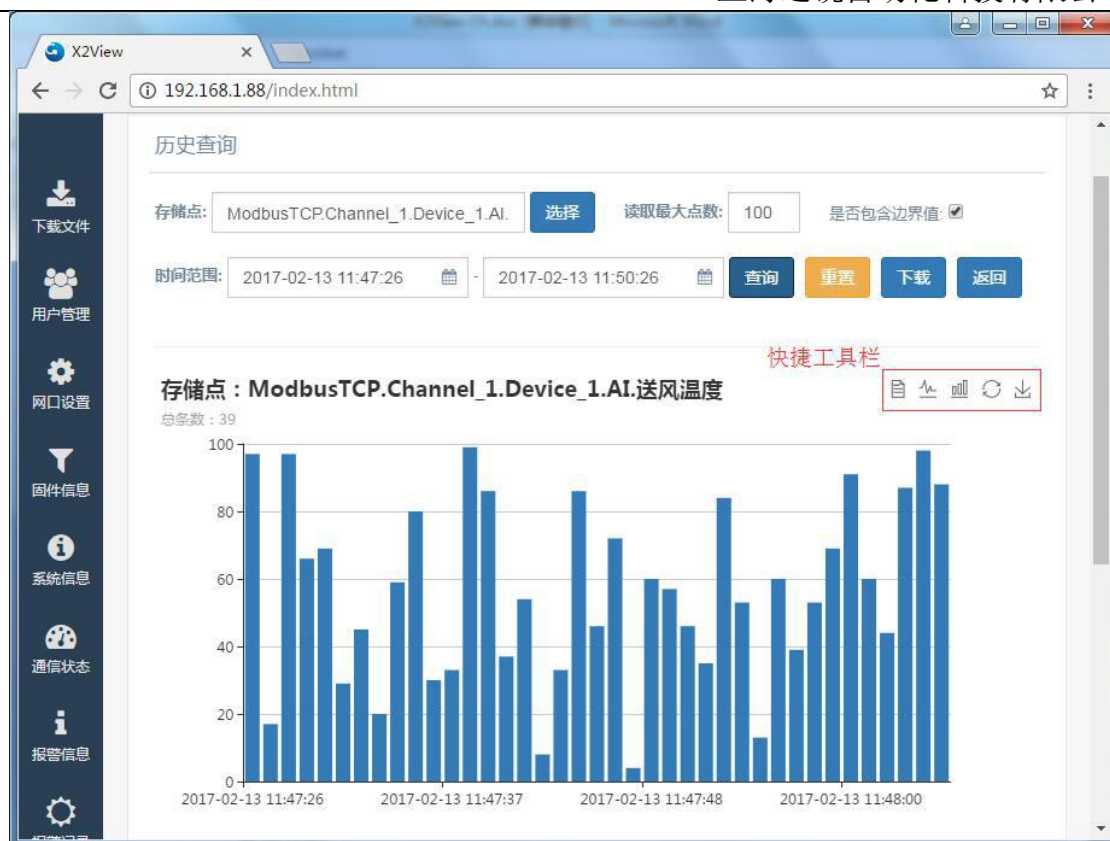 X2View
192.168.1.88/index.html
历史查询
存储点: ModbusTCP.Channel_1.Device_1.AI. 选择 读取最大点数: 100 是否包含边界值:
时间范围: 2017-02-13 11:47:26 - 2017-02-13 11:50:26 查询 重置 下载 返回
下载文件
用户管理
网口设置
固件信息
系统信息
通信状态
报警信息
快捷工具栏
存储点：ModbusTCP.Channel_1.Device_1.AI.送风温度
总条数：39
100
80
60
40
20
0
2017-02-13 11:47:26 2017-02-13 11:47:37 2017-02-13 11:47:48 2017-02-13 11:48:00